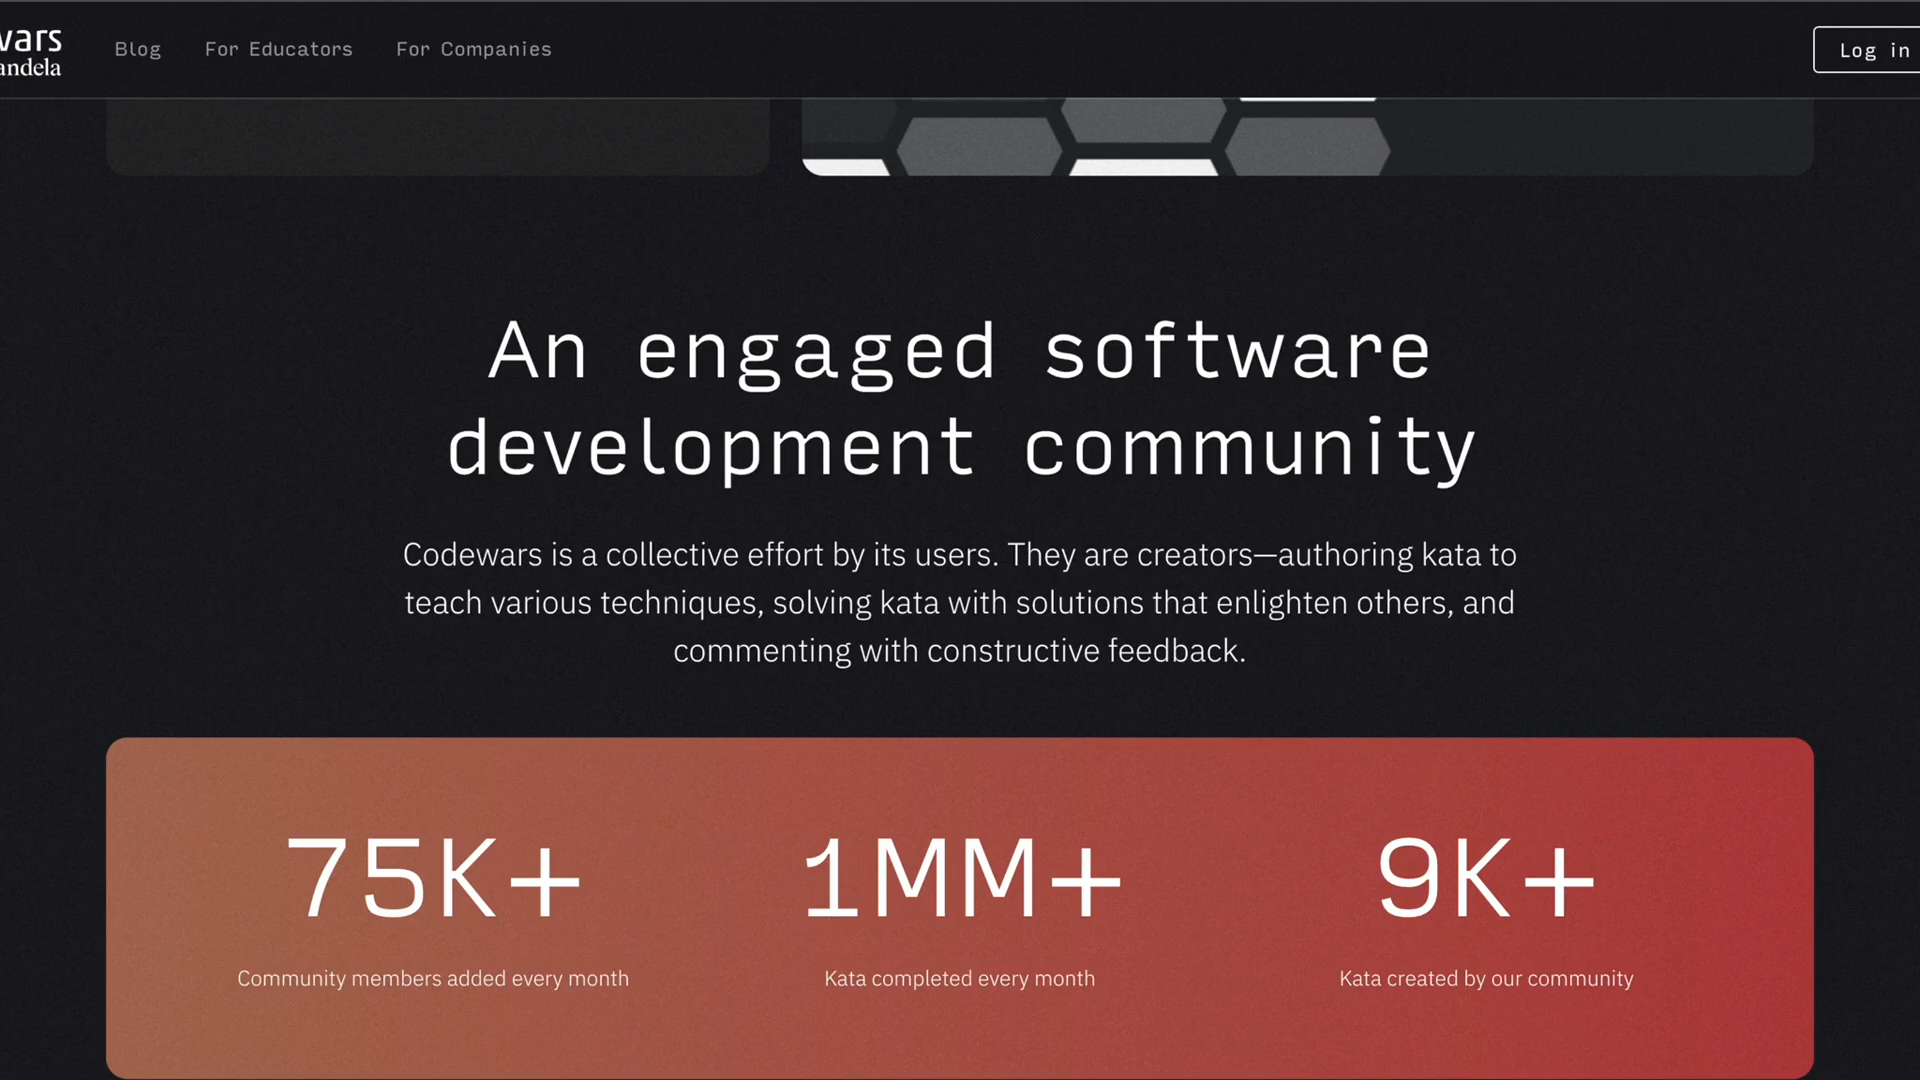 wars
andela
Blog
For Educators
For Companies
Log in
An engaged software
development community
Codewars is a collective effort by its users. They are creators—authoring kata to
teach various techniques, solving kata with solutions that enlighten others, and
commenting with constructive feedback.
75K+
Community members added every month
1MM+
Kata completed every month
9K+
Kata created by our community